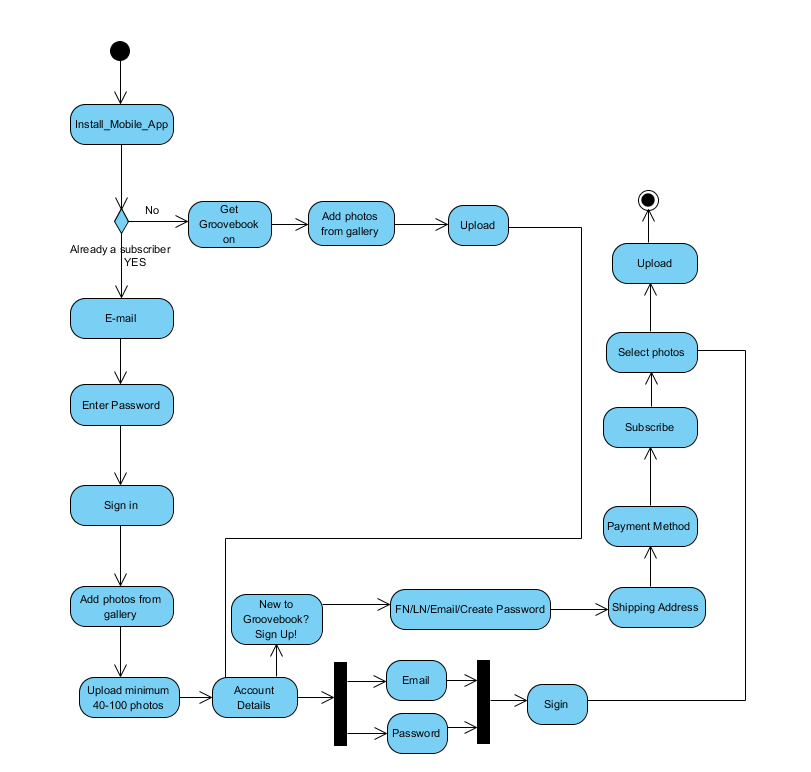 Install_Mobile_App
No
Get
Groovebook
on
Add photos
from gallery
Upload
Already a subscriber
YES
E-mail
Enter Password
Sign in
Add photos from
gallery
Upload minimum
40-100 photos
Account
Details
New to
Groovebook?
Sign Up!
FN/LN/Email/Create Password
Email
Password
Sigin
Shipping Address
Payment Method
Subscribe
Select photos
Upload